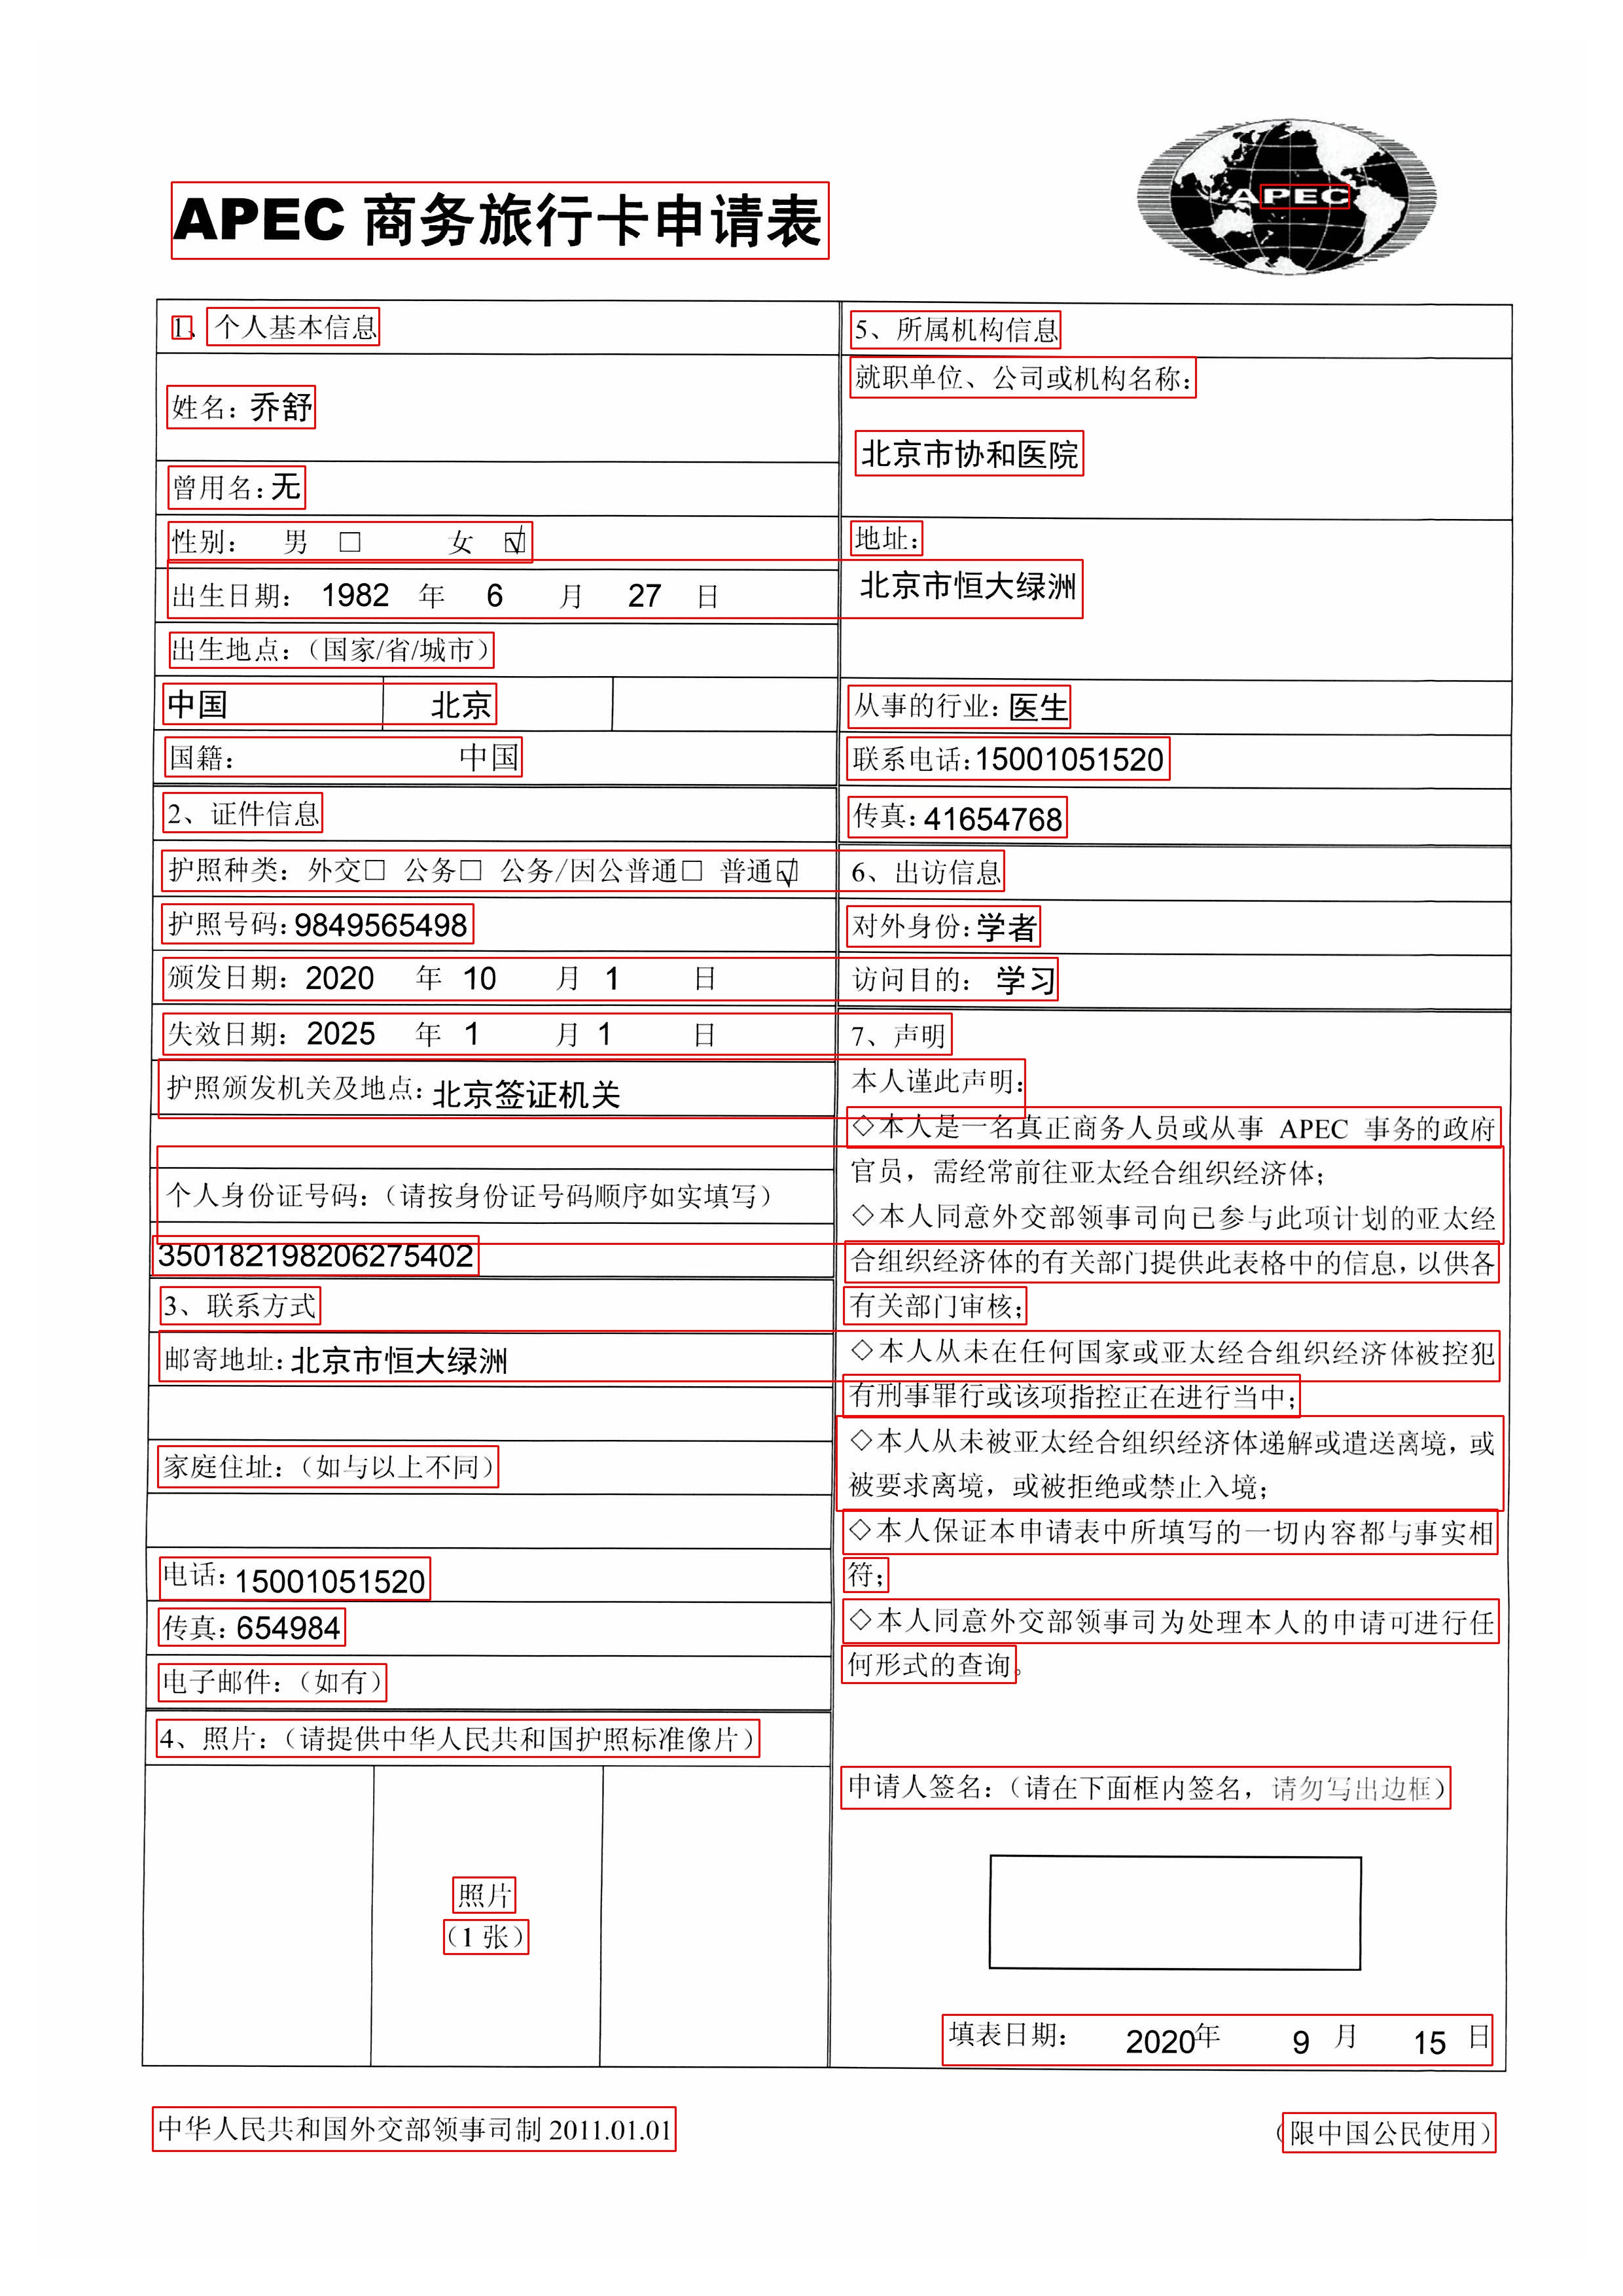 APEC
APEC 商务旅行卡申请表
1、个人基本信息
姓名：乔舒
曾用名：无
性别： 男 □ 女 ☑
出生日期： 1982 年 6 月 27 日
出生地点：（国家/省/城市）
中国 北京
国籍： 中国
2、证件信息
护照种类：外交□ 公务□ 公务/因公普通□ 普通☑
护照号码：9849565498
颁发日期：2020 年 10 月 1 日
失效日期：2025 年 1 月 1 日
护照颁发机关及地点：北京签证机关
个人身份证号码：（请按身份证号码顺序如实填写）
350182198206275402
3、联系方式
邮寄地址：北京市恒大绿洲
家庭住址：（如与以上不同）
电话：15001051520
传真：654984
电子邮件：（如有）
4、照片：（请提供中华人民共和国护照标准像片）
照片
（1 张）
5、所属机构信息
就职单位、公司或机构名称：
北京市协和医院
地址：
北京市恒大绿洲
从事的行业：医生
联系电话：15001051520
传真：41654768
6、出访信息
对外身份：学者
访问目的： 学习
7、声明
本人谨此声明：
◇本人是一名真正商务人员或从事 APEC 事务的政府
官员，需经常前往亚太经合组织经济体；
◇本人同意外交部领事司向已参与此项计划的亚太经
合组织经济体的有关部门提供此表格中的信息，以供各
有关部门审核；
◇本人从未在任何国家或亚太经合组织经济体被控犯
有刑事罪行或该项指控正在进行当中；
◇本人从未被亚太经合组织经济体递解或遣送离境，或
被要求离境，或被拒绝或禁止入境；
◇本人保证本申请表中所填写的一切内容都与事实相
符；
◇本人同意外交部领事司为处理本人的申请可进行任
何形式的查询。
申请人签名：（请在下面框内签名，请勿写出边框）
填表日期： 2020年 9 月 15 日
中华人民共和国外交部领事司制 2011.01.01
（限中国公民使用）